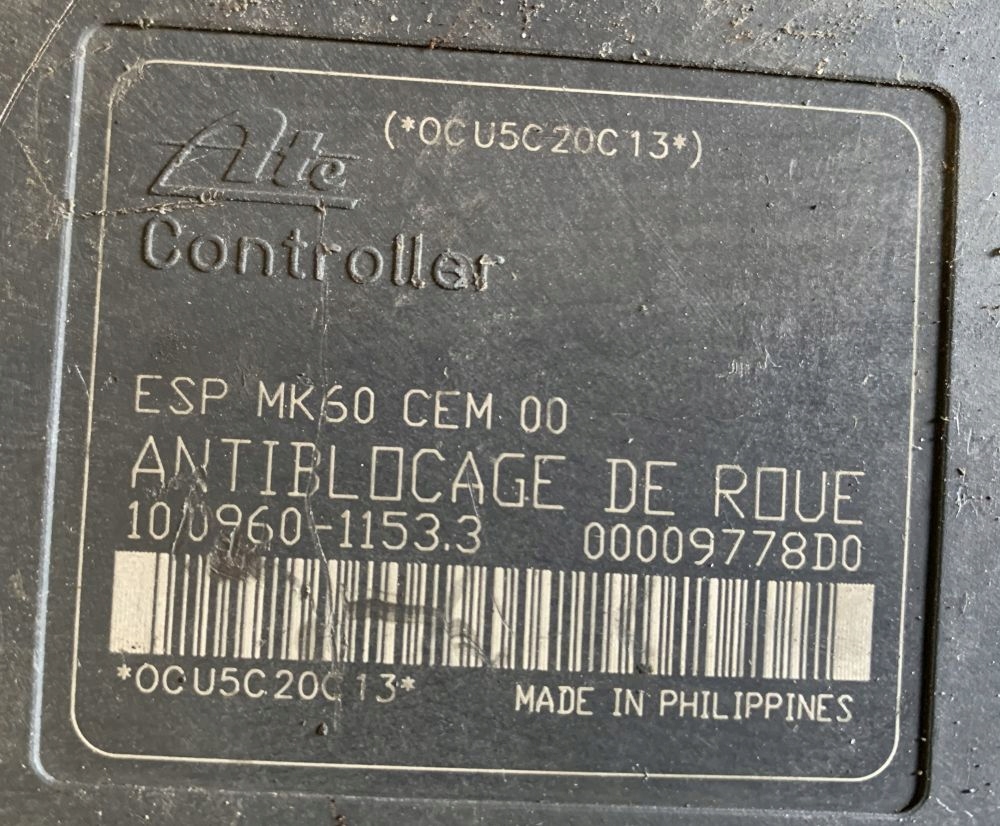 Ate (*OCU5C20C13*)
Controller
ESP MK60 CEM 00
ANTIBLOCAGE DE ROUE
10.0960-1153.3 00009778D0
*OCU5C20C13* MADE IN PHILIPPINES